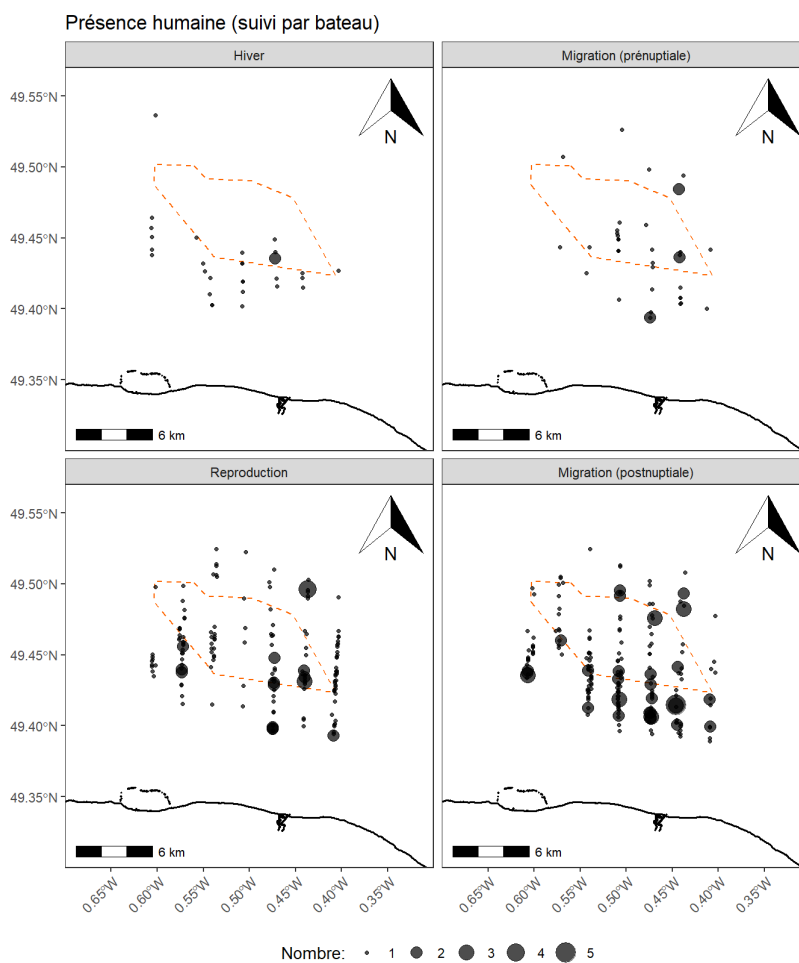 Présence humaine (suivi par bateau)
Hiver
Migration (prénuptiale)
49.55°N
49.50°N
49.45°N
49.40°N
49.35°N
N
N
6 km
6 km
Reproduction
Migration (postnuptiale)
49.55°N
49.50°N
49.45°N
49.40°N
49.35°N
N
N
6 km
6 km
0.65°W 0.60°W 0.55°W 0.50°W 0.45°W 0.40°W 0.35°W
0.65°W 0.60°W 0.55°W 0.50°W 0.45°W 0.40°W 0.35°W
Nombre: 1 2 3 4 5